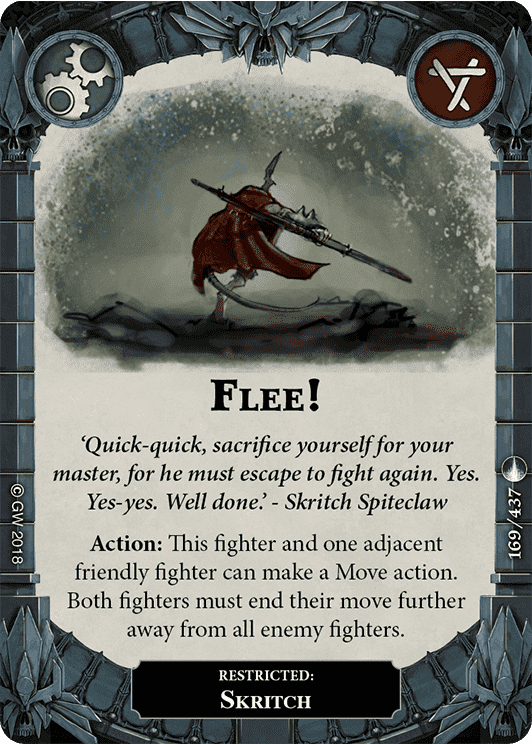 FLEE!
‘Quick-quick, sacrifice yourself for your
master, for he must escape to fight again. Yes.
Yes-yes. Well done.’ - Skritch Spiteclaw
Action: This fighter and one adjacent
friendly fighter can make a Move action.
Both fighters must end their move further
away from all enemy fighters.
RESTRICTED:
SKRITCH
© GW 2018
169/437